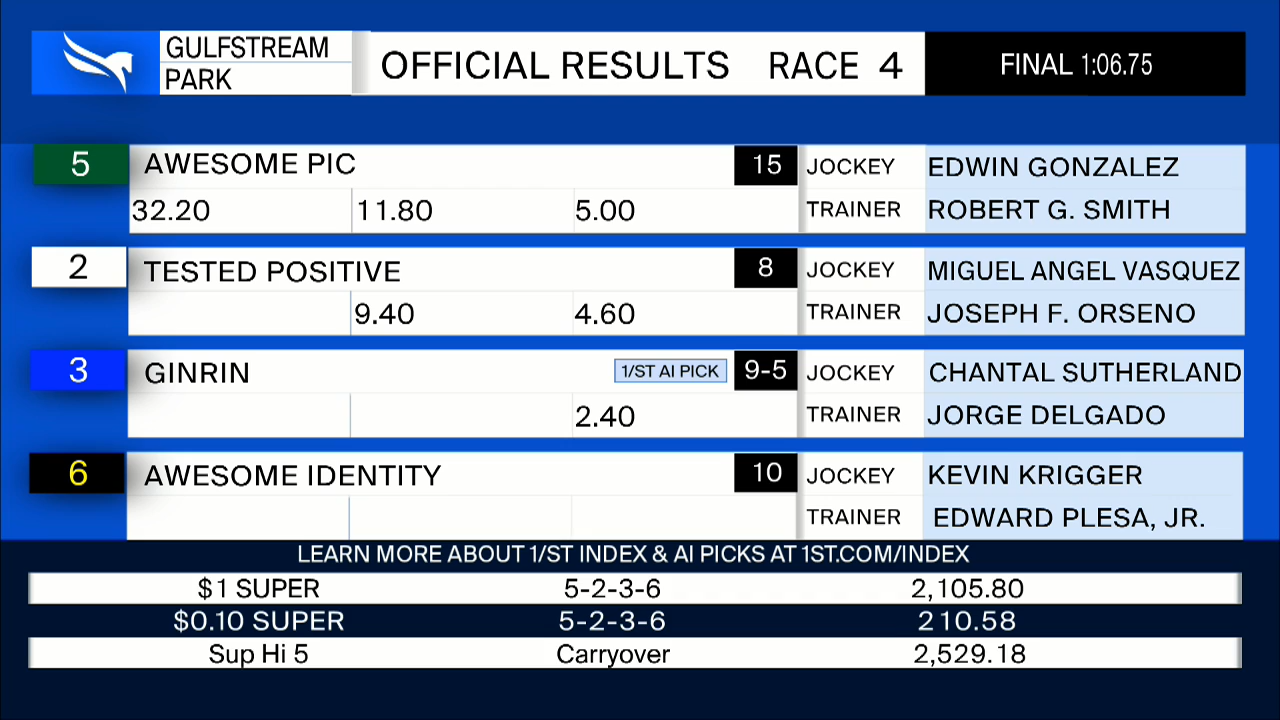 GULFSTREAM PARK
OFFICIAL RESULTS RACE 4
FINAL 1:06.75
5 AWESOME PIC 15 JOCKEY EDWIN GONZALEZ
32.20 11.80 5.00 TRAINER ROBERT G. SMITH
2 TESTED POSITIVE 8 JOCKEY MIGUEL ANGEL VASQUEZ
9.40 4.60 TRAINER JOSEPH F. ORSENO
3 GINRIN 1/ST AI PICK 9-5 JOCKEY CHANTAL SUTHERLAND
2.40 TRAINER JORGE DELGADO
6 AWESOME IDENTITY 10 JOCKEY KEVIN KRIGGER
TRAINER EDWARD PLESA, JR.
LEARN MORE ABOUT 1/ST INDEX & AI PICKS AT 1ST.COM/INDEX
$1 SUPER 5-2-3-6 2,105.80
$0.10 SUPER 5-2-3-6 210.58
Sup Hi 5 Carryover 2,529.18